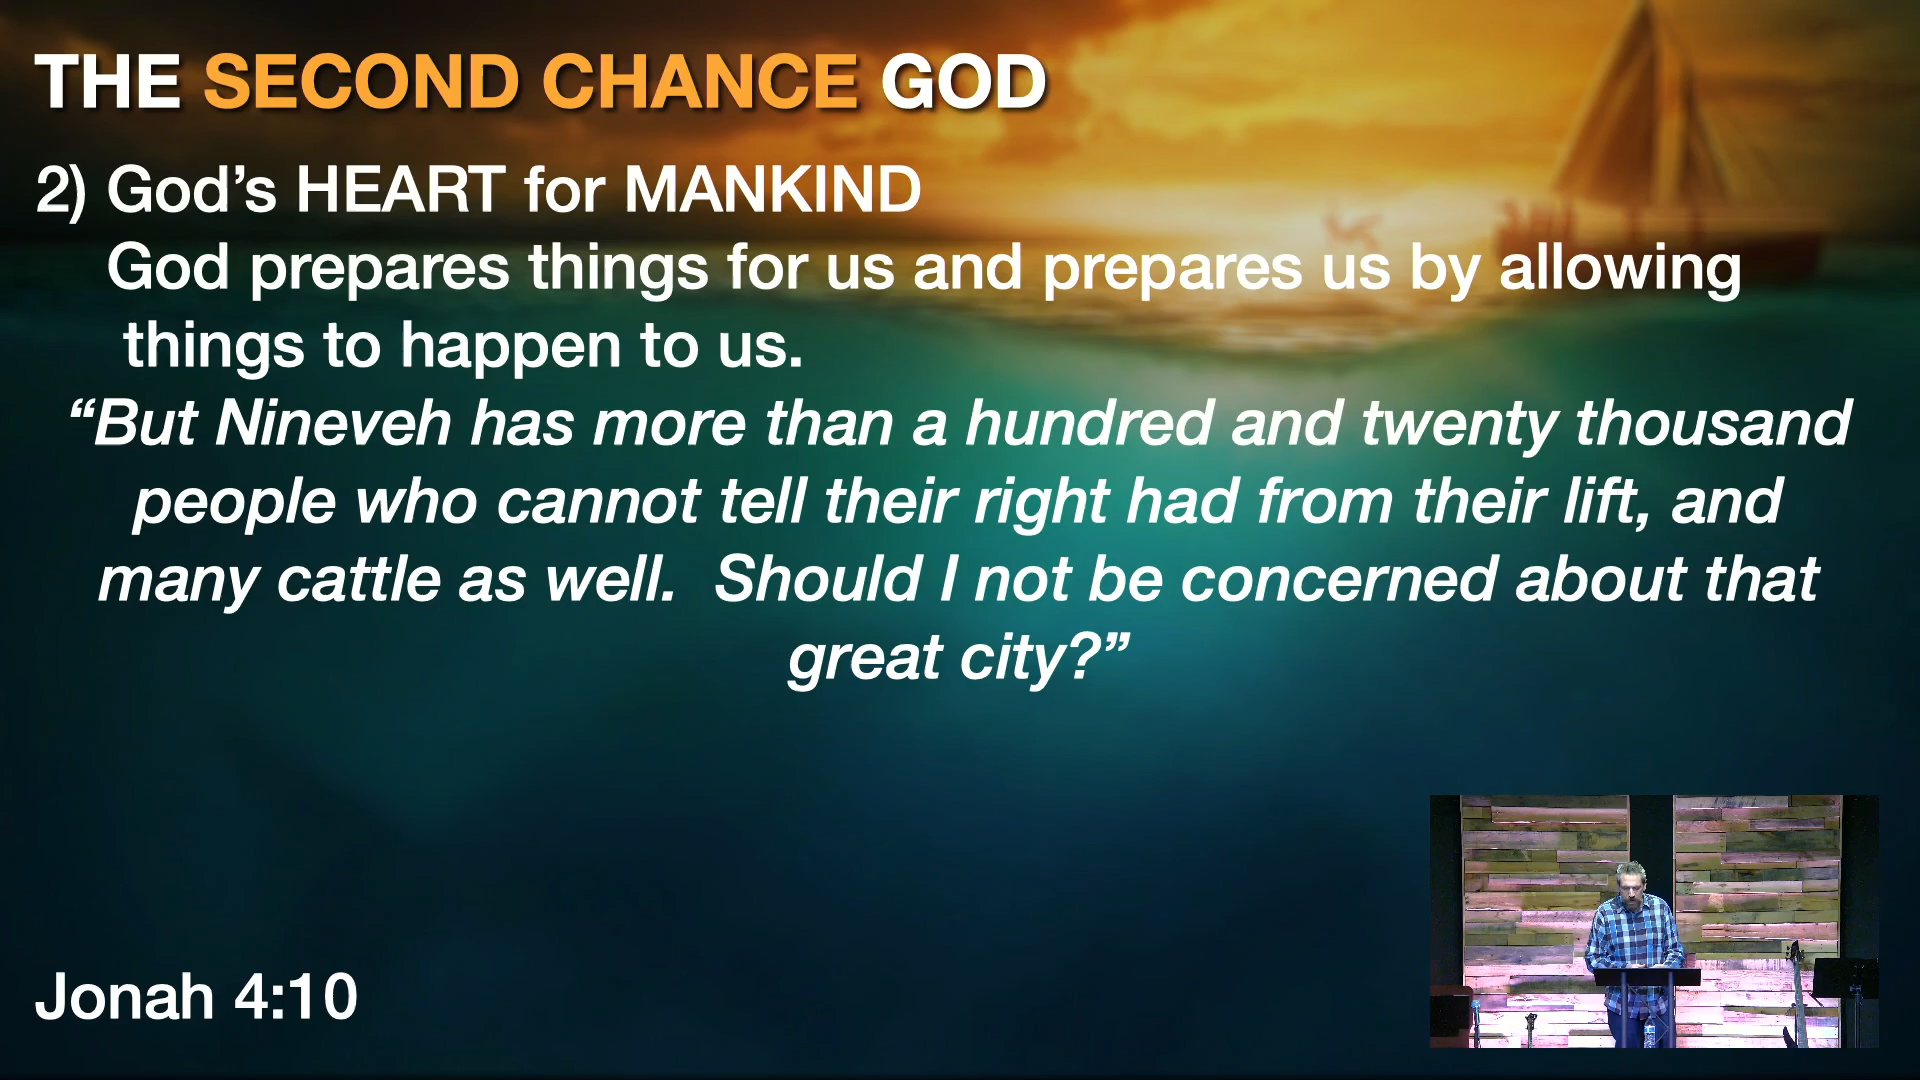 THE SECOND CHANCE GOD
2) God’s HEART for MANKIND
God prepares things for us and prepares us by allowing
things to happen to us.
“But Nineveh has more than a hundred and twenty thousand
people who cannot tell their right had from their lift, and
many cattle as well.  Should I not be concerned about that
great city?”
Jonah 4:10